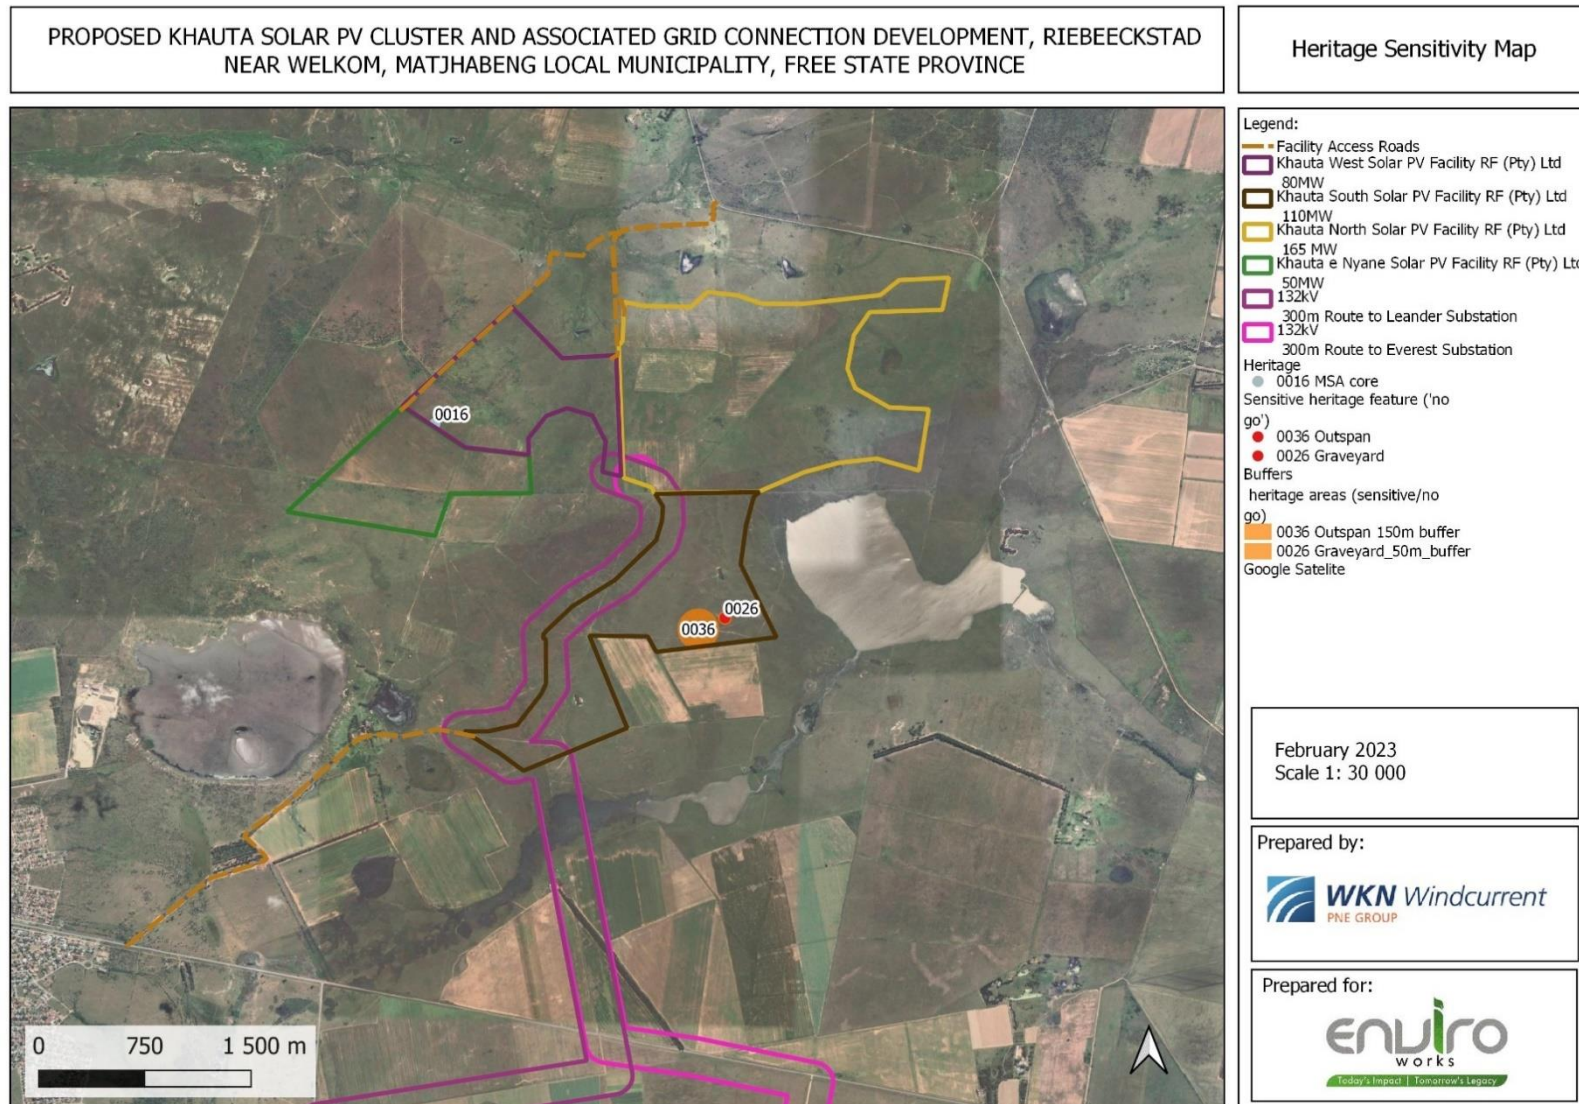 PROPOSED KHAUTA SOLAR PV CLUSTER AND ASSOCIATED GRID CONNECTION DEVELOPMENT, RIEBEECKSTAD
NEAR WELKOM, MATJHABENG LOCAL MUNICIPALITY, FREE STATE PROVINCE
Heritage Sensitivity Map
Legend:
Facility Access Roads
Khauta West Solar PV Facility RF (Pty) Ltd
80MW
Khauta South Solar PV Facility RF (Pty) Ltd
110MW
Khauta North Solar PV Facility RF (Pty) Ltd
165 MW
Khauta e Nyane Solar PV Facility RF (Pty) Ltd
50MW
132kV
300m Route to Leander Substation
132kV
300m Route to Everest Substation
Heritage
0016 MSA core
Sensitive heritage feature ('no
go')
0036 Outspan
0026 Graveyard
Buffers
heritage areas (sensitive/no
go)
0036 Outspan 150m buffer
0026 Graveyard_50m_buffer
Google Satelite
0016
0026
0036
0 750 1 500 m
February 2023
Scale 1: 30 000
Prepared by:
WKN Windcurrent
PNE GROUP
Prepared for:
enviro
works
Today's Impact | Tomorrow's Legacy